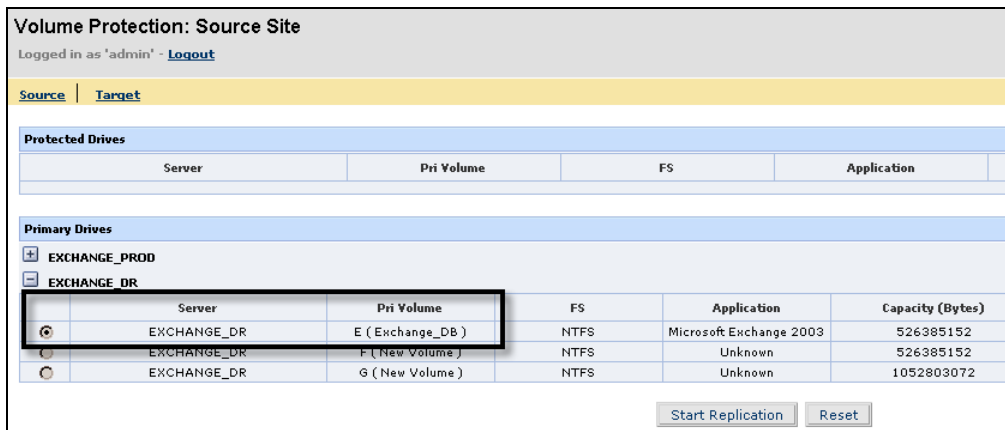 Volume Protection: Source Site
Logged in as 'admin' - Logout
Source | Target
Protected Drives
Server Pri Volume FS Application
Primary Drives
EXCHANGE_PROD
EXCHANGE_DR
Server Pri Volume FS Application Capacity (Bytes)
EXCHANGE_DR E ( Exchange_DB ) NTFS Microsoft Exchange 2003 526385152
EXCHANGE_DR F ( New Volume ) NTFS Unknown 526385152
EXCHANGE_DR G ( New Volume ) NTFS Unknown 1052803072
Start Replication Reset